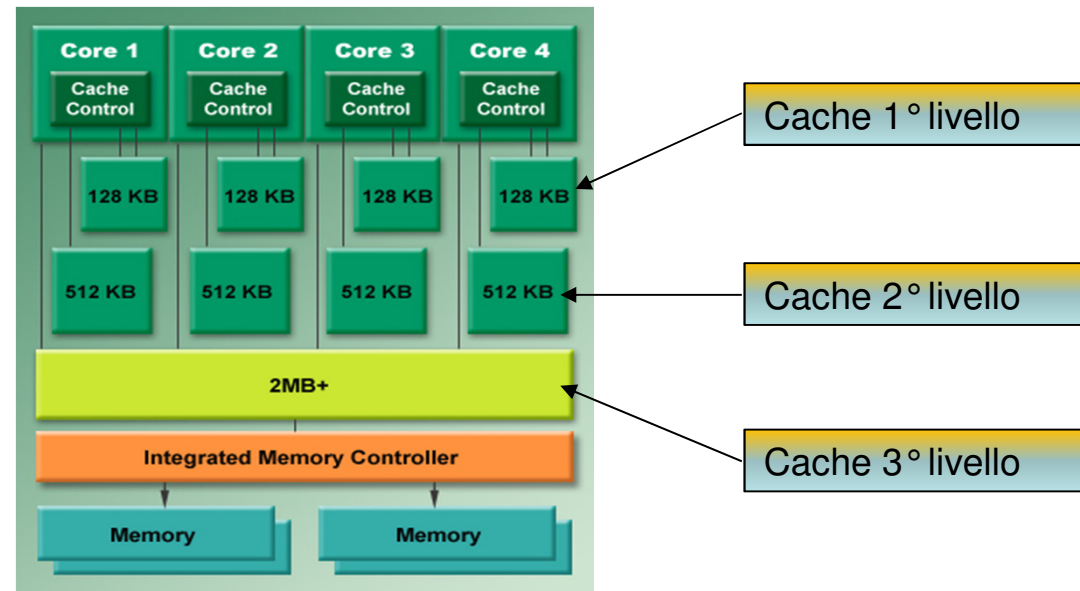 Core 1
Core 2
Core 3
Core 4
Cache
Control
Cache
Control
Cache
Control
Cache
Control
128 KB
128 KB
128 KB
128 KB
512 KB
512 KB
512 KB
512 KB
2MB+
Integrated Memory Controller
Memory
Memory
Cache 1° livello
Cache 2° livello
Cache 3° livello